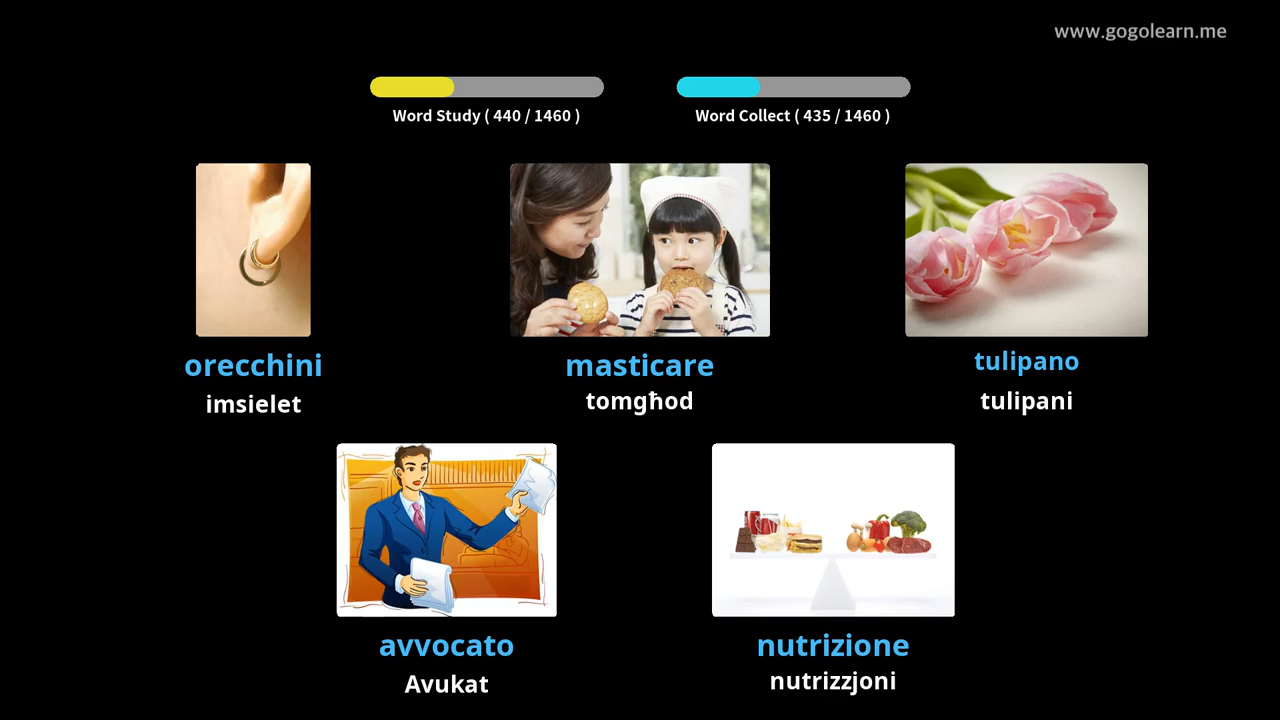 www.gogolearn.me
Word Study ( 440 / 1460 )
Word Collect ( 435 / 1460 )
orecchini
imsielet
masticare
tomgħod
tulipano
tulipani
avvocato
Avukat
nutrizione
nutrizzjoni